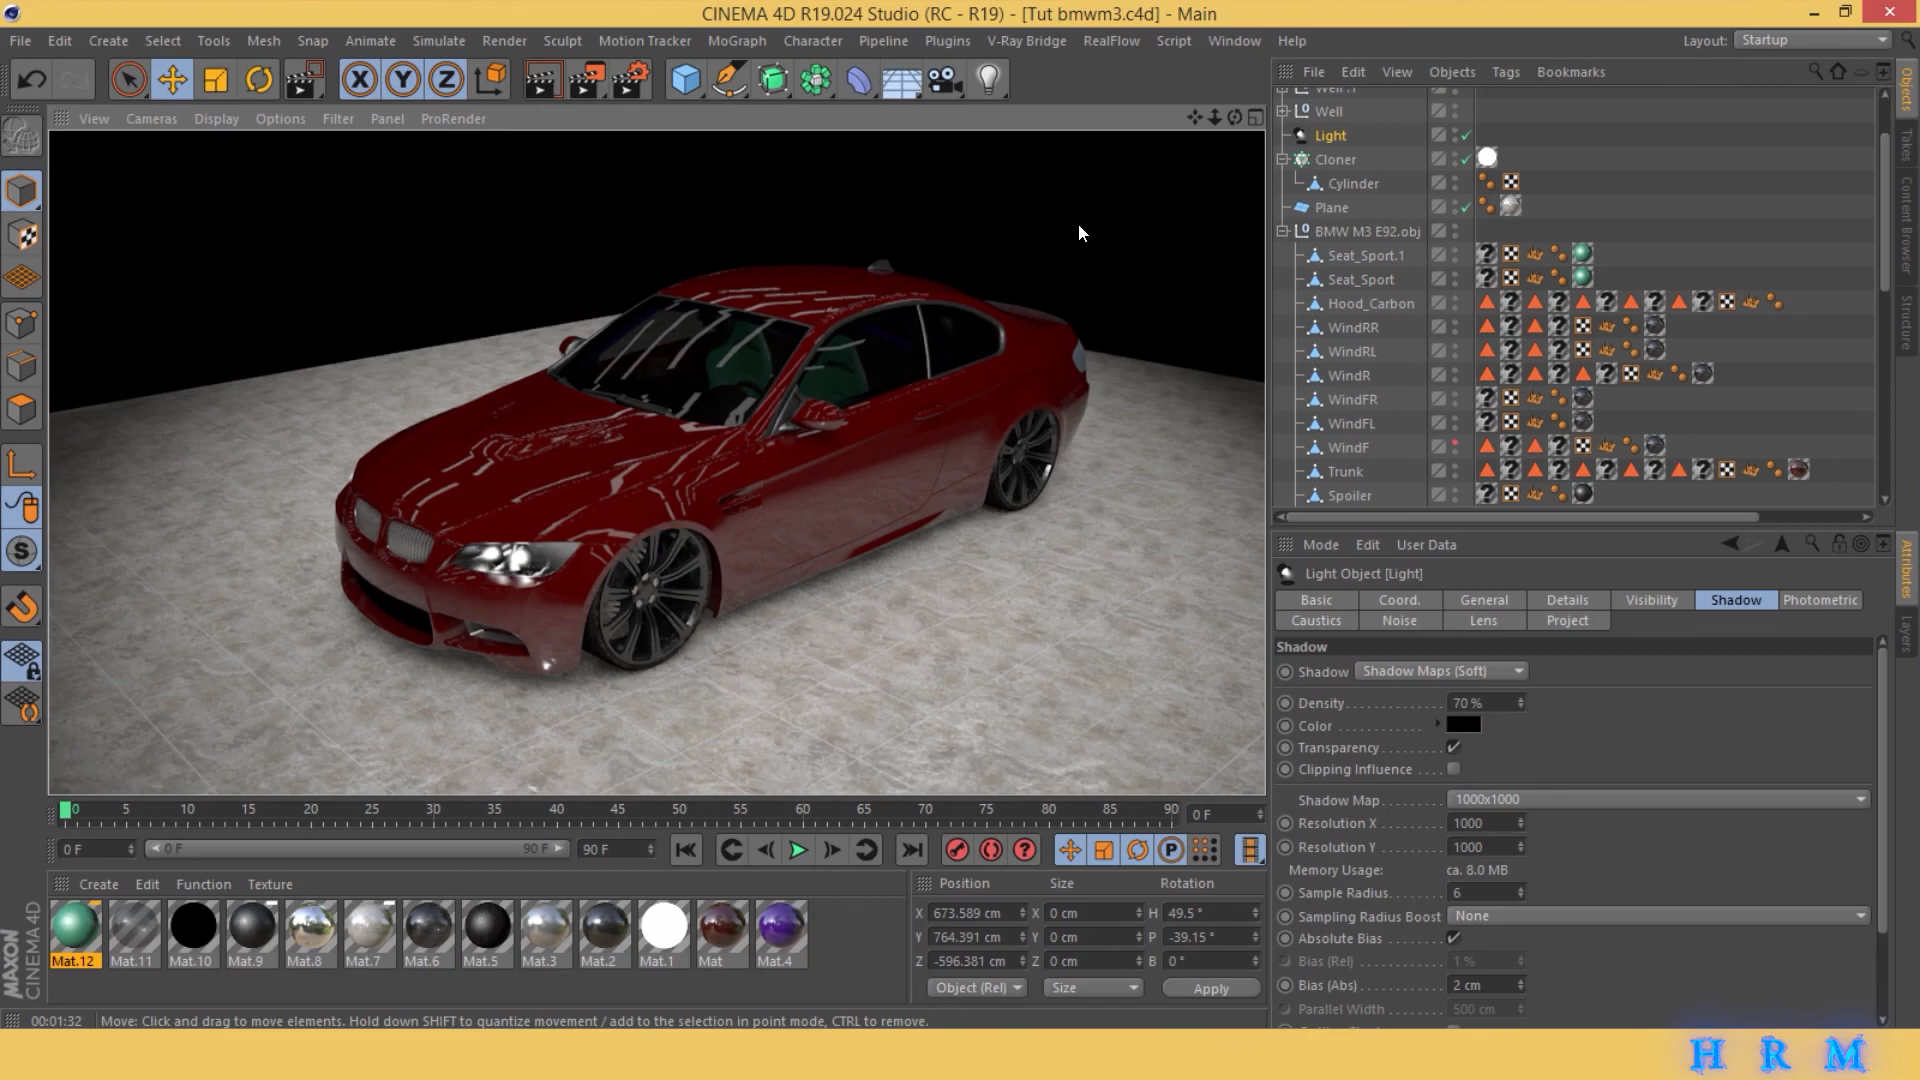 CINEMA 4D R19.024 Studio (RC - R19) - [Tut bmwm3.c4d] - Main
File Edit Create Select Tools Mesh Snap Animate Simulate Render Sculpt Motion Tracker MoGraph Character Pipeline Plugins V-Ray Bridge RealFlow Script Window Help Layout: Startup
X Y Z
View Cameras Display Options Filter Panel ProRender
File Edit View Objects Tags Bookmarks
Well.1
Well
Light
Cloner
Cylinder
Plane
BMW M3 E92.obj
Seat_Sport.1
Seat_Sport
Hood_Carbon
WindRR
WindRL
WindR
WindFR
WindFL
WindF
Trunk
Spoiler
Objects
Takes
Content Browser
Structure
Mode Edit User Data
Light Object [Light]
Basic Coord. General Details Visibility Shadow Photometric
Caustics Noise Lens Project
Shadow
Shadow Shadow Maps (Soft)
Density 70 %
Color
Transparency
Clipping Influence
Shadow Map 1000x1000
Resolution X 1000
Resolution Y 1000
Memory Usage: ca. 8.0 MB
Sample Radius 6
Sampling Radius Boost None
Absolute Bias
Bias (Rel) 1 %
Bias (Abs) 2 cm
Parallel Width 500 cm
Attributes
Layers
0 5 10 15 20 25 30 35 40 45 50 55 60 65 70 75 80 85 90 0 F
0 F 0 F 90 F 90 F P
Create Edit Function Texture
Mat.12 Mat.11 Mat.10 Mat.9 Mat.8 Mat.7 Mat.6 Mat.5 Mat.3 Mat.2 Mat.1 Mat Mat.4
Position Size Rotation
X 673.589 cm X 0 cm H 49.5 °
Y 764.391 cm Y 0 cm P -39.15 °
Z -596.381 cm Z 0 cm B 0 °
Object (Rel) Size Apply
MAXON
CINEMA 4D
00:01:32 Move: Click and drag to move elements. Hold down SHIFT to quantize movement / add to the selection in point mode, CTRL to remove.
H R M